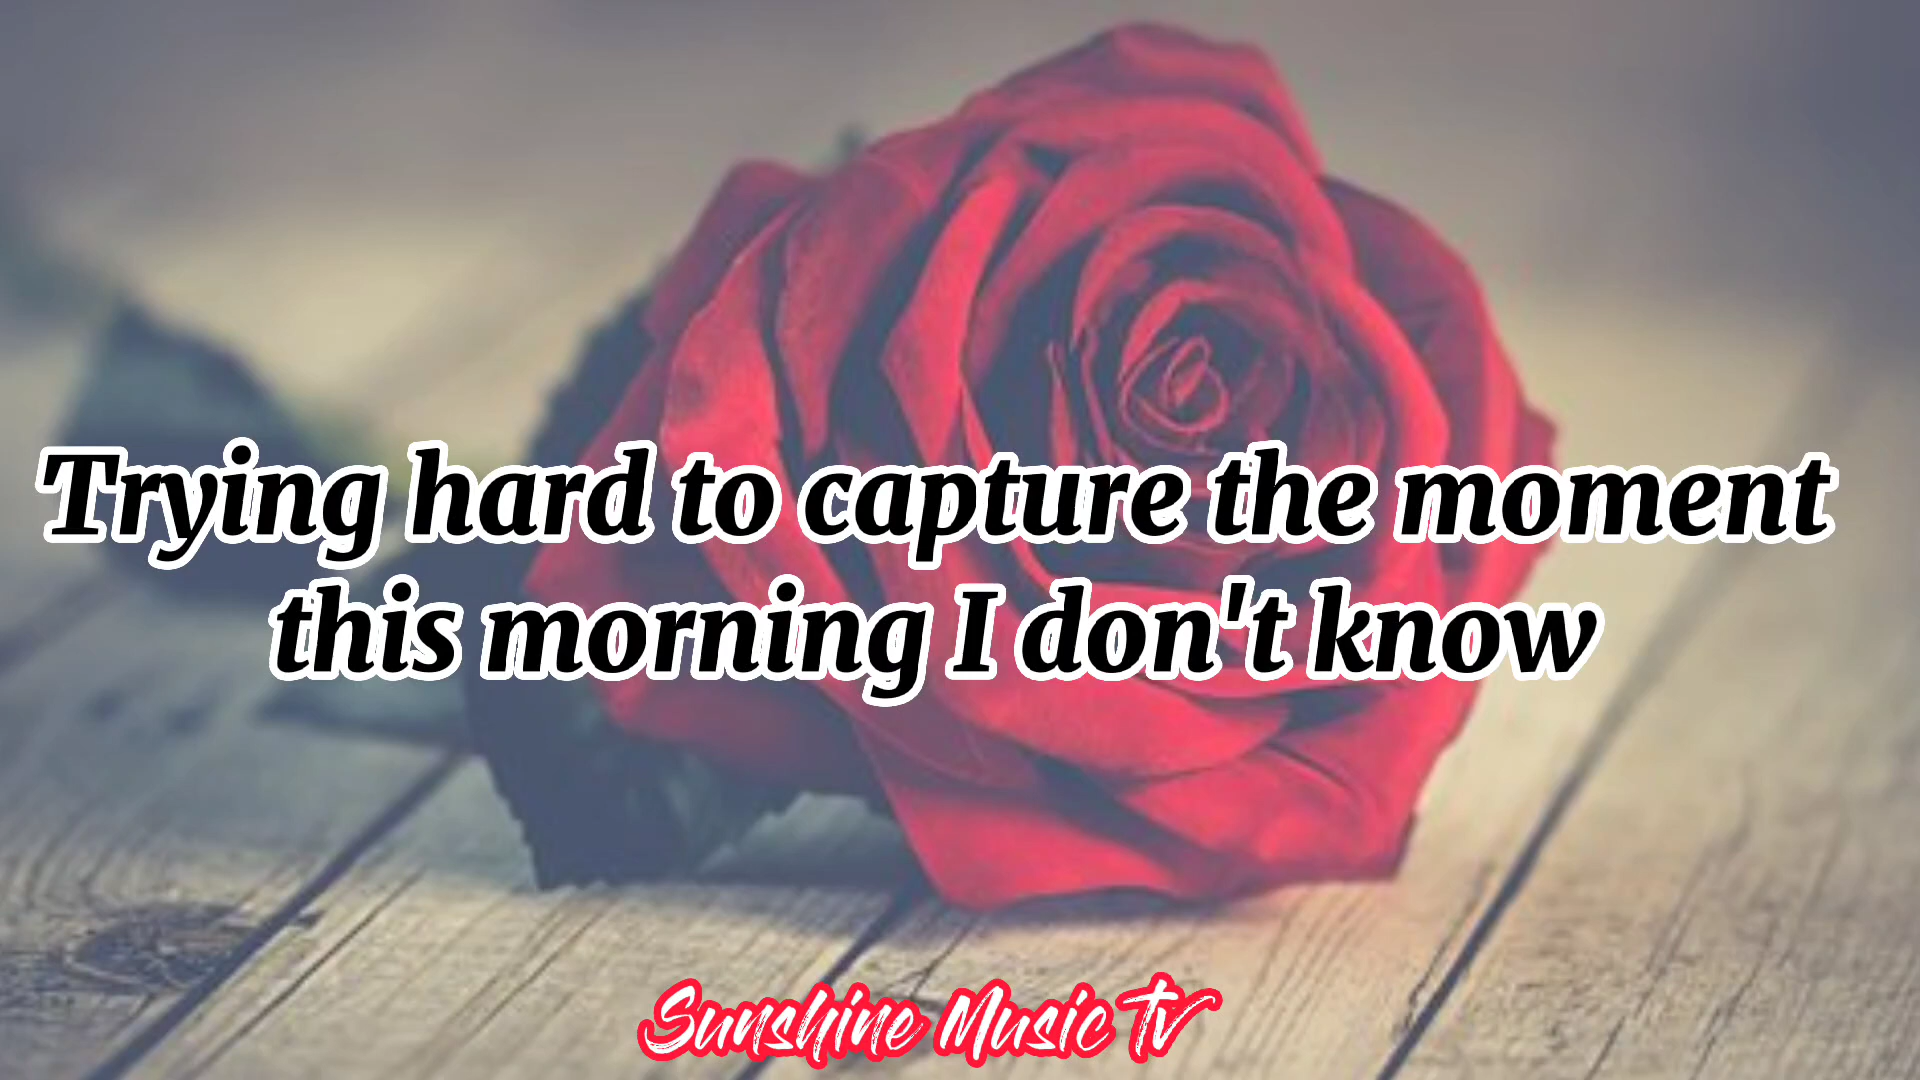 Trying hard to capture the moment
this morning I don't know
Sunshine Music Tv